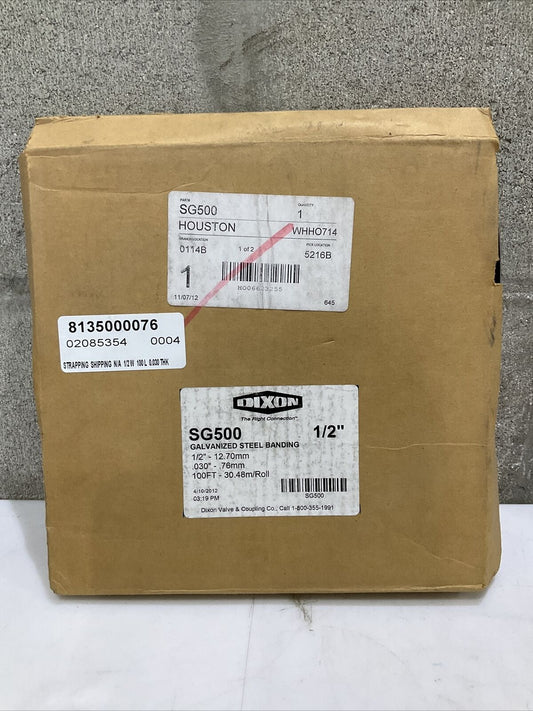 PART# QUANTITY
SG500 1
HOUSTON WHHO714
0114B 1 of 2 PICK LOCATION
5216B
1
H006623255
11/07/12 645
8135000076
02085354 0004
STRAPPING SHIPPING N/A 1/2 W 100 L 0.030 THK
DIXON
The Right Connection
SG500 1/2"
GALVANIZED STEEL BANDING
1/2" - 12.70mm
.030" - .76mm
100FT - 30.48m/Roll
4/10/2012
03:19 PM SG500
Dixon Valve & Coupling Co., Call 1-800-355-1991